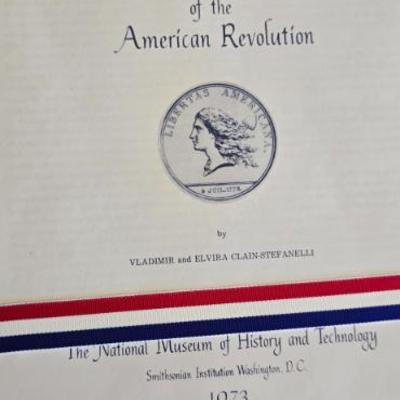 of the
American Revolution
LIBERTAS AMERICANA.
4 JUIL. 1776.
by
VLADIMIR and ELVIRA CLAIN-STEFANELLI
The National Museum of History and Technology
Smithsonian Institution Washington, D.C.
1973